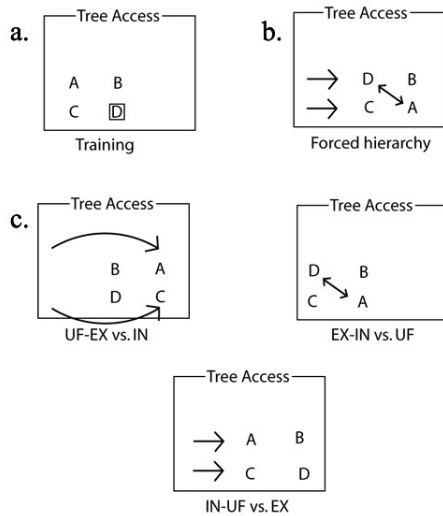 a.
Tree Access
A B
C D
Training
b.
Tree Access
D B
C A
Forced hierarchy
c.
Tree Access
B A
D C
UF-EX vs. IN
Tree Access
D B
C A
EX-IN vs. UF
Tree Access
A B
C D
IN-UF vs. EX